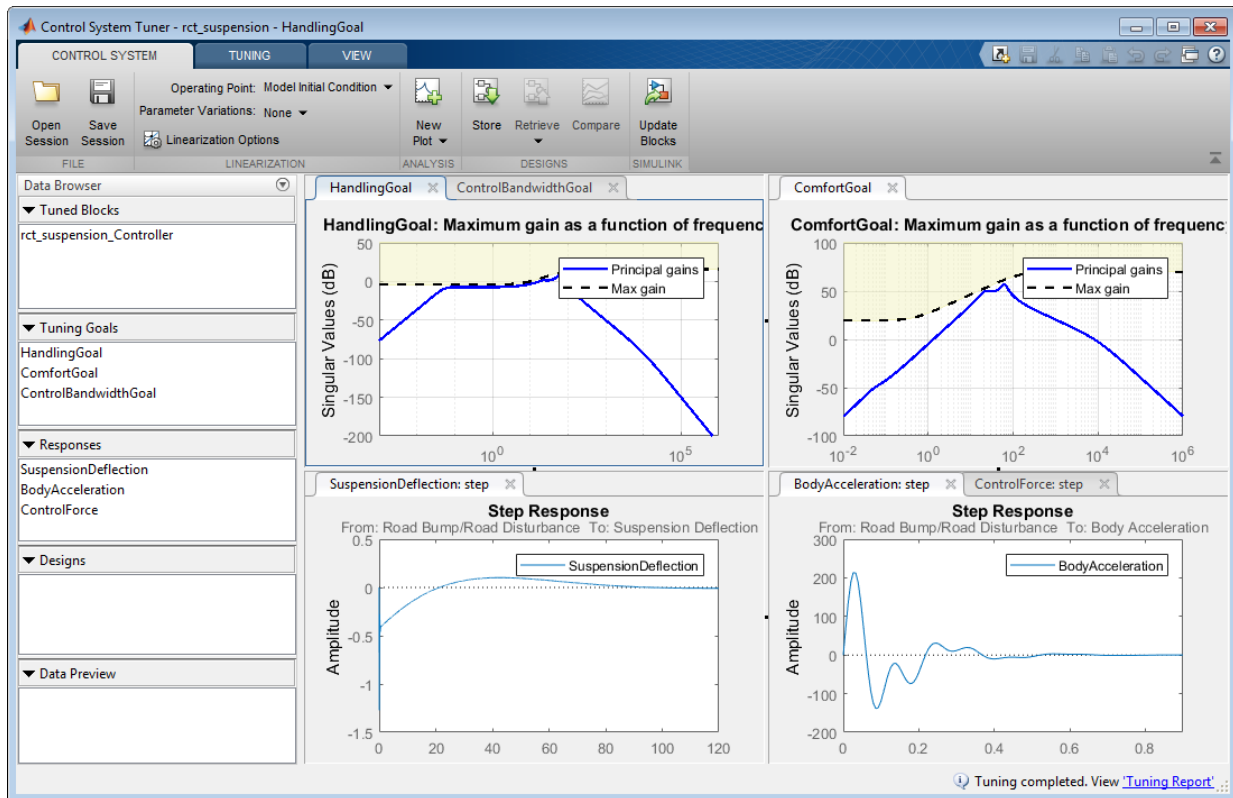 Control System Tuner - rct_suspension - HandlingGoal
CONTROL SYSTEM TUNING VIEW
Operating Point: Model Initial Condition
Parameter Variations: None
Linearization Options
Open Session
Save Session
New Plot
Store
Retrieve
Compare
Update Blocks
FILE LINEARIZATION ANALYSIS DESIGNS SIMULINK
Data Browser
Tuned Blocks
rct_suspension_Controller
Tuning Goals
HandlingGoal
ComfortGoal
ControlBandwidthGoal
Responses
SuspensionDeflection
BodyAcceleration
ControlForce
Designs
Data Preview
HandlingGoal ControlBandwidthGoal
HandlingGoal: Maximum gain as a function of frequenc
Singular Values (dB)
50
0
-50
-100
-150
-200
10^0 10^5
Principal gains
Max gain
ComfortGoal
ComfortGoal: Maximum gain as a function of frequenc
Singular Values (dB)
100
50
0
-50
-100
10^-2 10^0 10^2 10^4 10^6
Principal gains
Max gain
SuspensionDeflection: step
Step Response
From: Road Bump/Road Disturbance To: Suspension Deflection
Amplitude
0.5
0
-0.5
-1
-1.5
0 20 40 60 80 100 120
SuspensionDeflection
BodyAcceleration: step ControlForce: step
Step Response
From: Road Bump/Road Disturbance To: Body Acceleration
Amplitude
300
200
100
0
-100
-200
0 0.2 0.4 0.6 0.8
BodyAcceleration
Tuning completed. View 'Tuning Report'